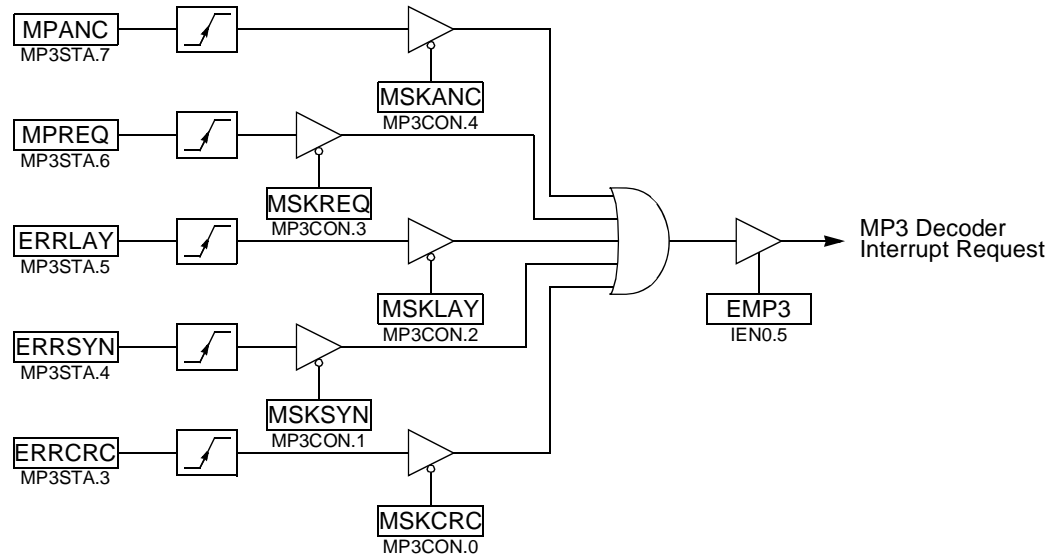 MPANC
MP3STA.7
MSKANC
MP3CON.4
MPREQ
MP3STA.6
MSKREQ
MP3CON.3
ERRLAY
MP3STA.5
MSKLAY
MP3CON.2
MP3 Decoder
Interrupt Request
EMP3
IEN0.5
ERRSYN
MP3STA.4
MSKSYN
MP3CON.1
ERRCRC
MP3STA.3
MSKCRC
MP3CON.0